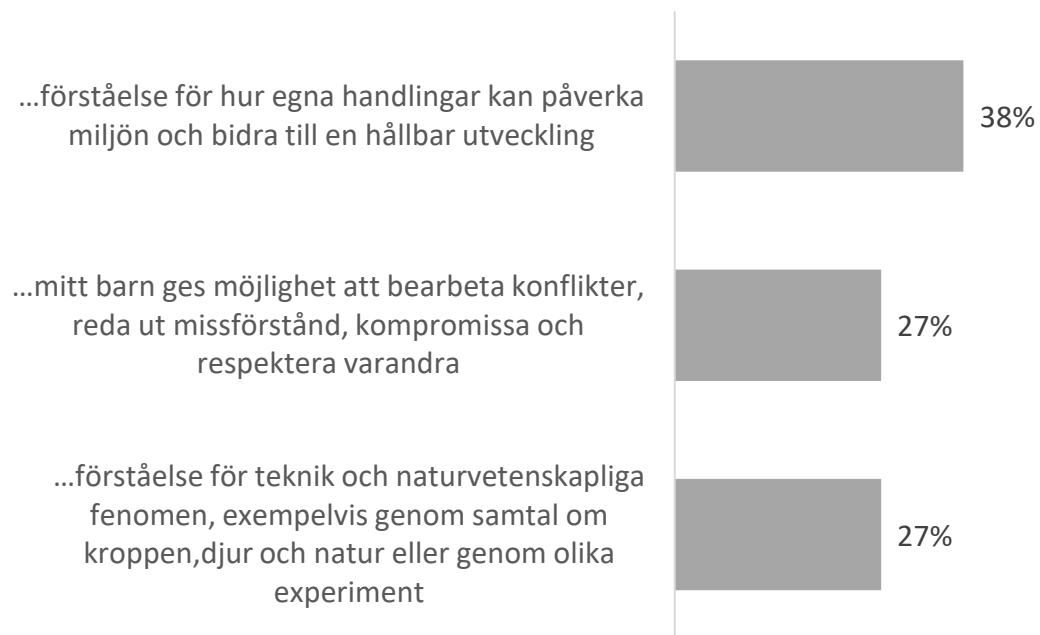 ...förståelse för hur egna handlingar kan påverka
miljön och bidra till en hållbar utveckling
38%
...mitt barn ges möjlighet att bearbeta konflikter,
reda ut missförstånd, kompromissa och
respektera varandra
27%
...förståelse för teknik och naturvetenskapliga
fenomen, exempelvis genom samtal om
kroppen,djur och natur eller genom olika
experiment
27%